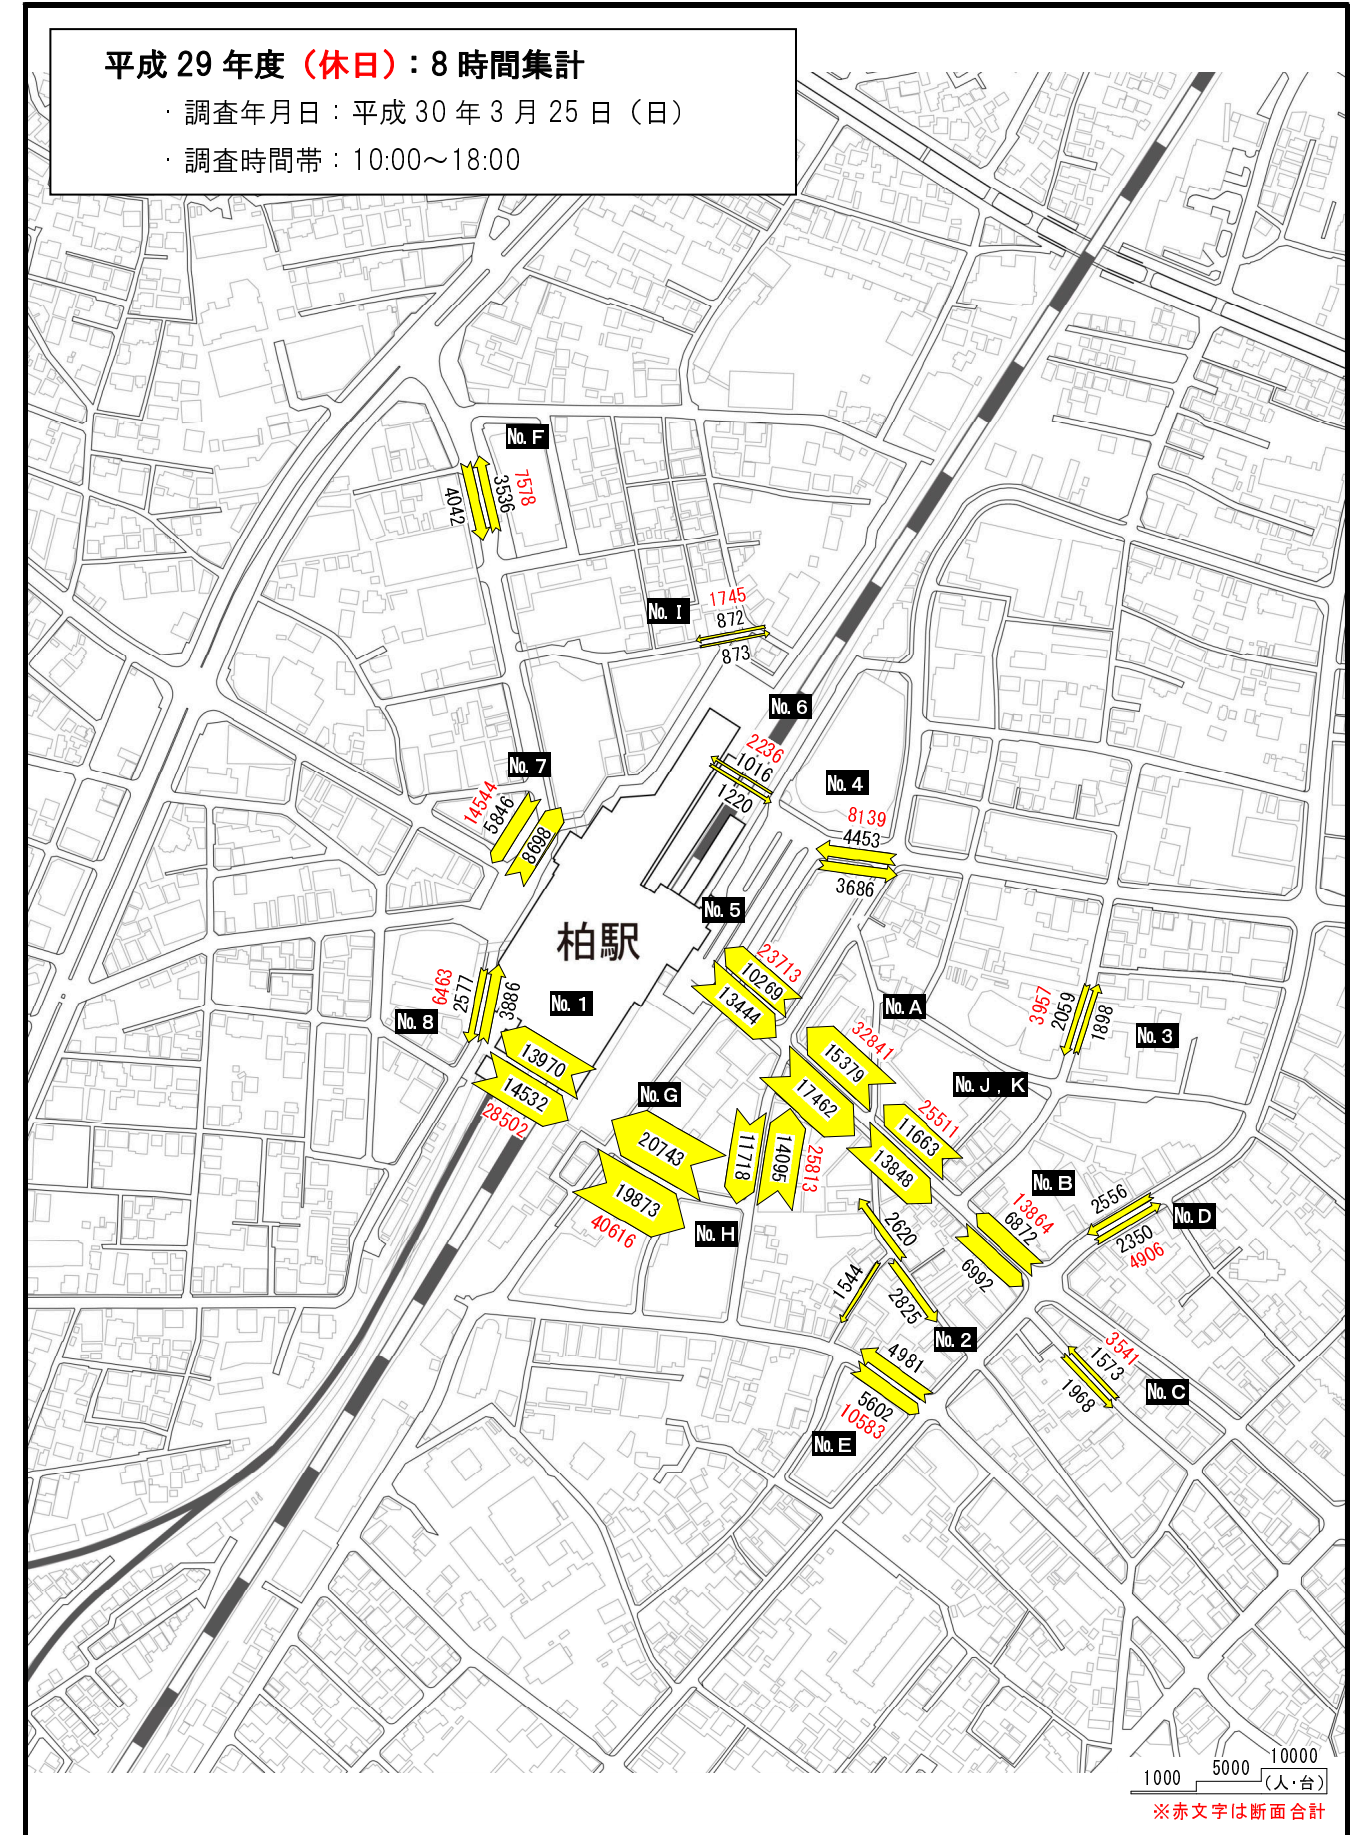 平成 29 年度（休日）：8 時間集計
・調査年月日：平成 30 年 3 月 25 日（日）
・調査時間帯：10:00～18:00
No. F
7578
3536
4042
No. I
1745
872
873
No. 6
2236
1016
1220
No. 7
14544
5846
8698
No. 4
8139
4453
3686
No. 5
23713
10269
13444
柏駅
No. 1
13970
14532
28502
No. 8
6463
2577
3886
No. A
32841
15379
17462
3957
2059
1898
No. 3
No. J , K
25511
11663
13848
No. G
20743
19873
40616
No. H
11718
14095
25813
No. B
13864
6872
6992
2556
2350
4906
No. D
2620
1544
2825
No. 2
4981
5602
10583
No. E
3541
1573
1968
No. C
1000
5000
10000
(人・台)
※赤文字は断面合計